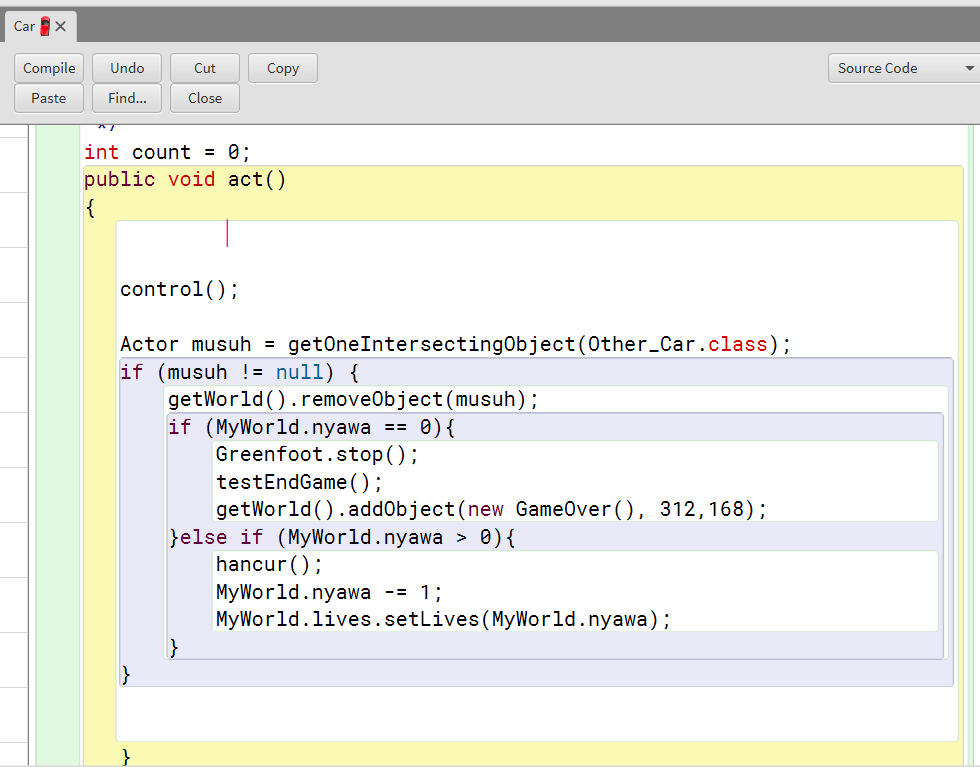 Car
Compile Undo Cut Copy Source Code
Paste Find... Close
*/
int count = 0;
public void act()
{
control();
Actor musuh = getOneIntersectingObject(Other_Car.class);
if (musuh != null) {
getWorld().removeObject(musuh);
if (MyWorld.nyawa == 0){
Greenfoot.stop();
testEndGame();
getWorld().addObject(new GameOver(), 312,168);
}else if (MyWorld.nyawa > 0){
hancur();
MyWorld.nyawa -= 1;
MyWorld.lives.setLives(MyWorld.nyawa);
}
}
}